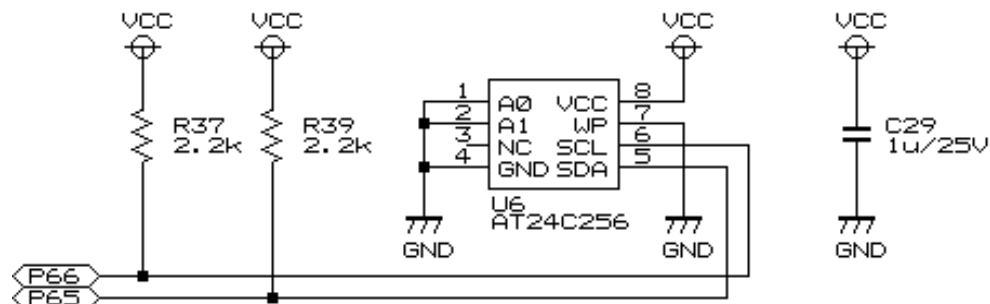 VCC
VCC
VCC
VCC
R37
2.2k
R39
2.2k
1
2
3
4
A0
A1
NC
GND
VCC
WP
SCL
SDA
8
7
6
5
U6
AT24C256
C29
1u/25V
GND
GND
GND
P66
P65